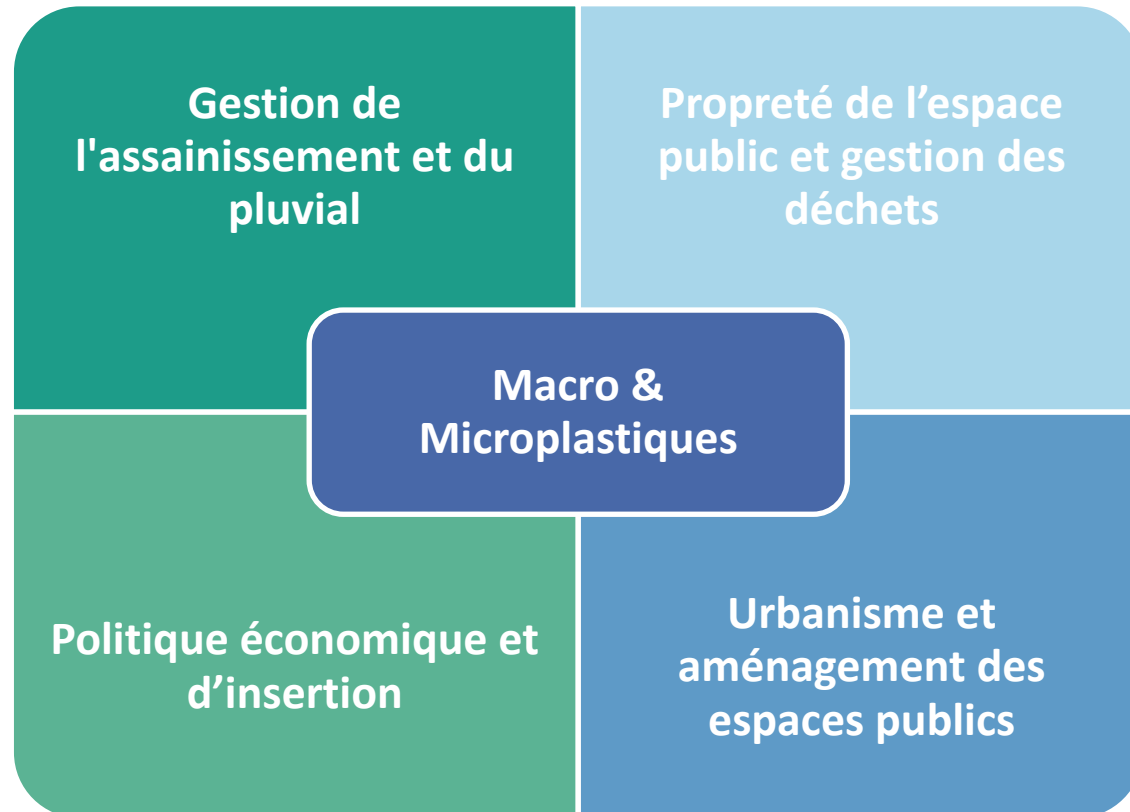 Gestion de
l'assainissement et du
pluvial
Propreté de l’espace
public et gestion des
déchets
Macro &
Microplastiques
Politique économique et
d’insertion
Urbanisme et
aménagement des
espaces publics